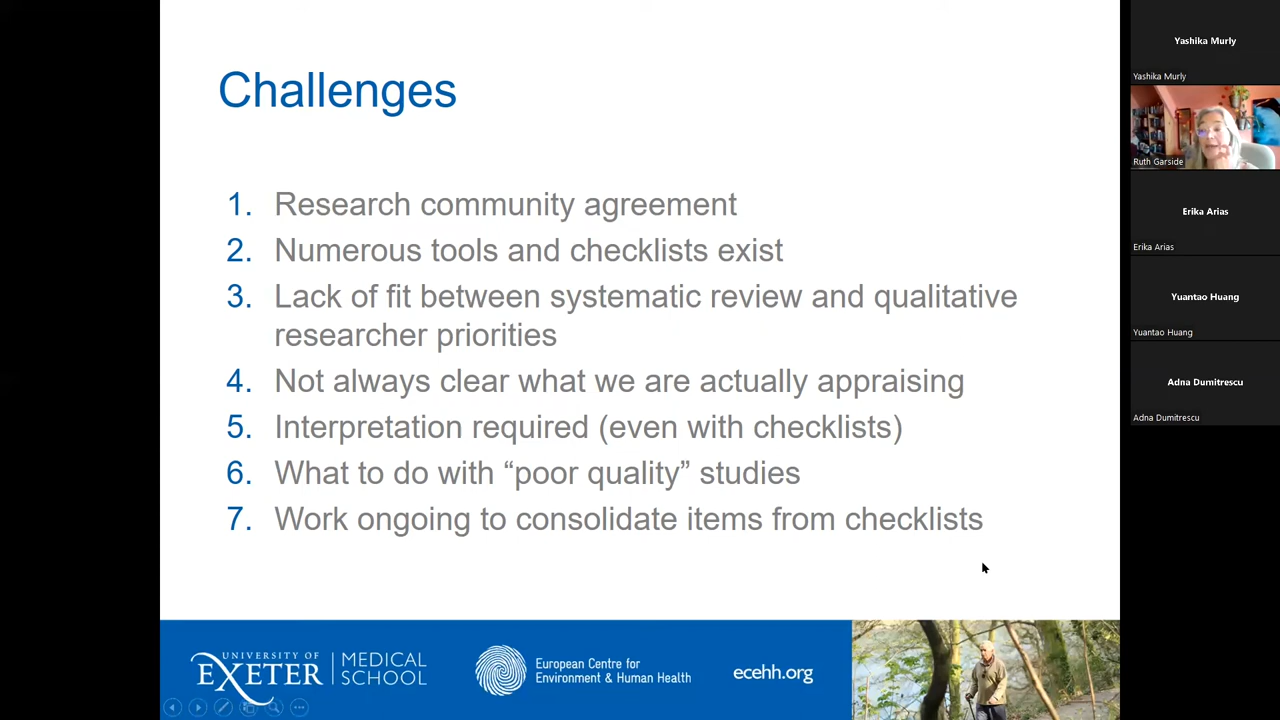 Challenges
1. Research community agreement
2. Numerous tools and checklists exist
3. Lack of fit between systematic review and qualitative
researcher priorities
4. Not always clear what we are actually appraising
5. Interpretation required (even with checklists)
6. What to do with “poor quality” studies
7. Work ongoing to consolidate items from checklists
UNIVERSITY OF
EXETER
MEDICAL
SCHOOL
European Centre for
Environment & Human Health
ecehh.org
Yashika Murly
Yashika Murly
Ruth Garside
Erika Arias
Erika Arias
Yuantao Huang
Yuantao Huang
Adna Dumitrescu
Adna Dumitrescu